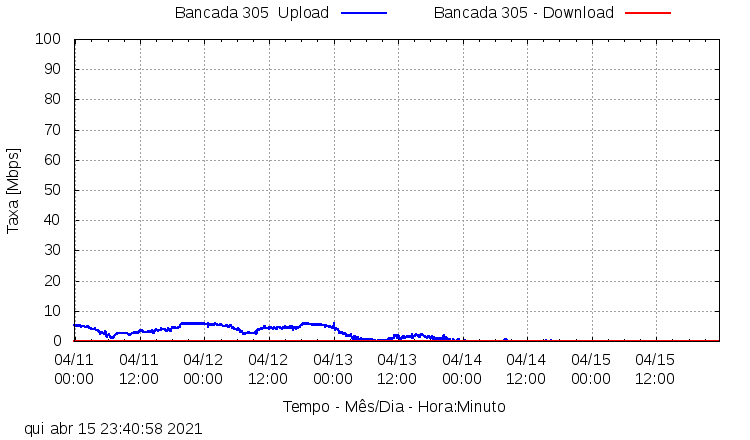 Bancada 305  Upload
Bancada 305 - Download
100
90
80
70
60
50
40
30
20
10
0
Taxa [Mbps]
04/11 04/11 04/12 04/12 04/13 04/13 04/14 04/14 04/15 04/15
00:00 12:00 00:00 12:00 00:00 12:00 00:00 12:00 00:00 12:00
Tempo - Mês/Dia - Hora:Minuto
qui abr 15 23:40:58 2021